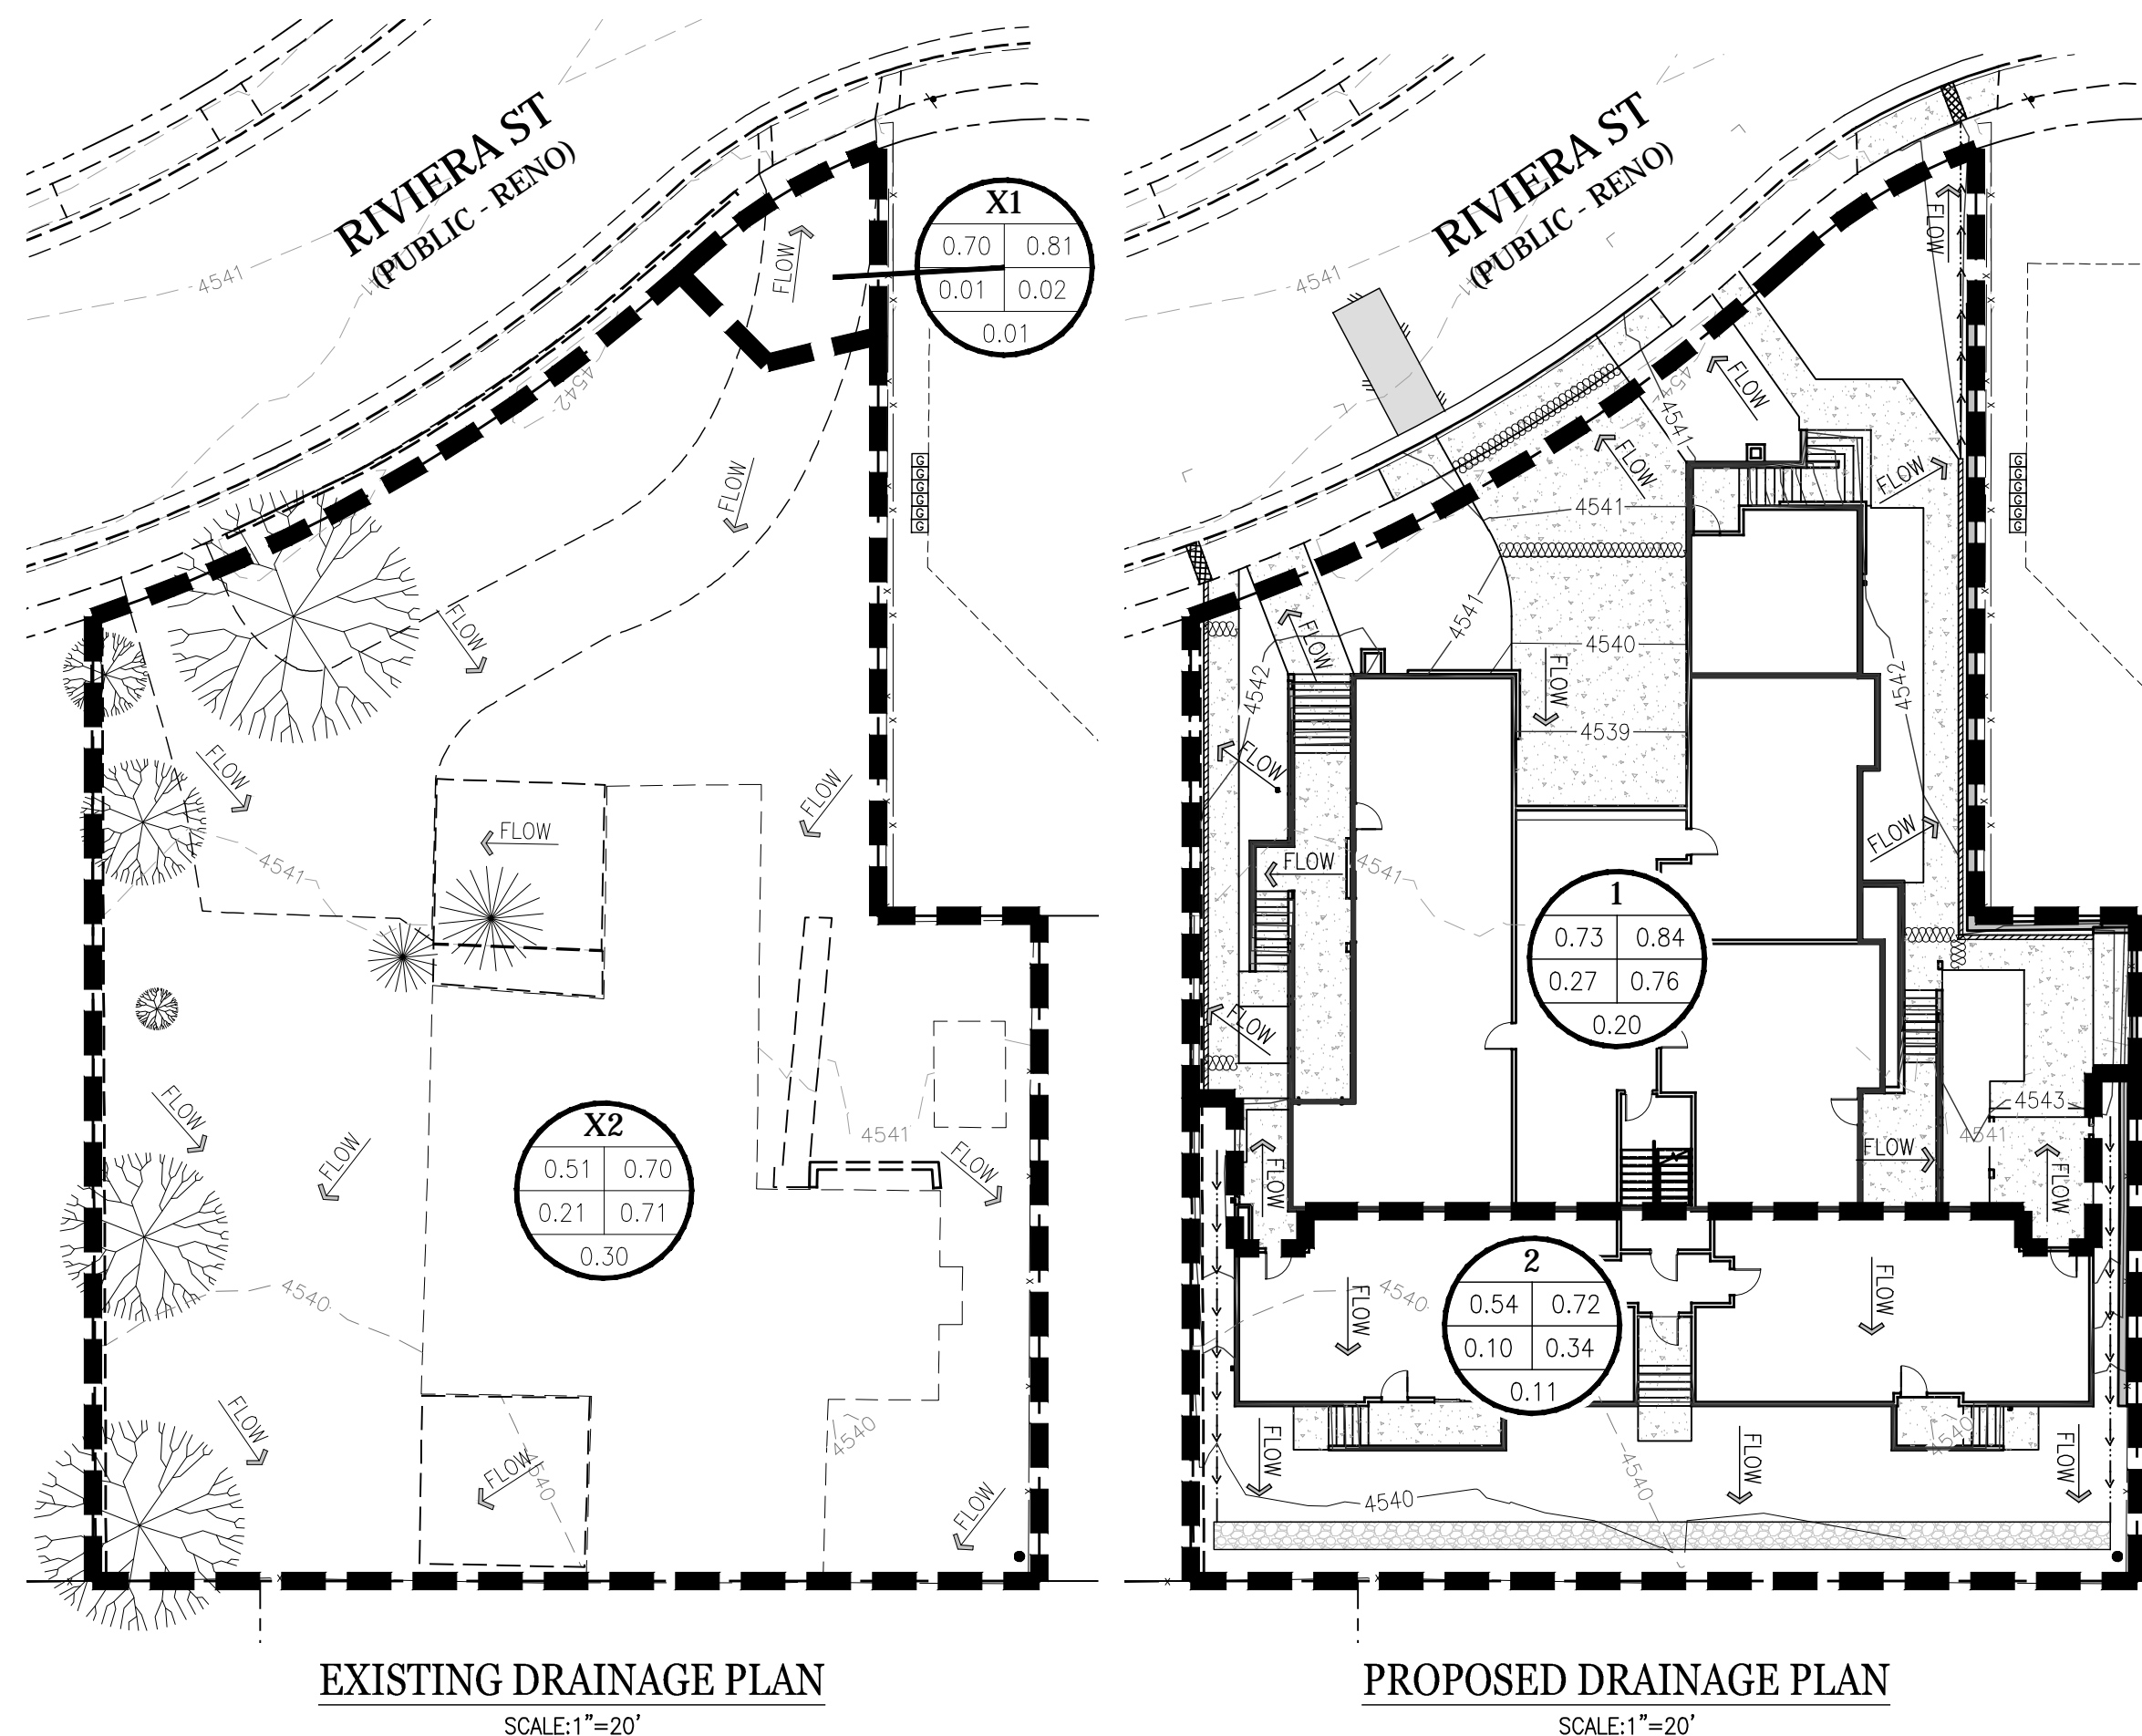 RIVIERA ST
(PUBLIC - RENO)
4541
4542
X1
0.70 0.81
0.01 0.02
0.01
FLOW
FLOW
G
G
G
G
G
G
FLOW
FLOW
FLOW
FLOW
4541
4541
X2
0.51 0.70
0.21 0.71
0.30
FLOW
FLOW
FLOW
4540
FLOW
FLOW
4540
4540
FLOW
EXISTING DRAINAGE PLAN
SCALE:1"=20'
RIVIERA ST
(PUBLIC - RENO)
4541
FLOW
FLOW
4541
FLOW
FLOW
G
G
G
G
G
G
4541
4541
4540
FLOW
FLOW
4542
4542
4539
FLOW
FLOW
FLOW
4541
1
0.73 0.84
0.27 0.76
0.20
FLOW
4543
4541
FLOW
FLOW
FLOW
2
0.54 0.72
0.10 0.34
0.11
4540
FLOW
FLOW
FLOW
FLOW
FLOW
4540
4540
4540
PROPOSED DRAINAGE PLAN
SCALE:1"=20'